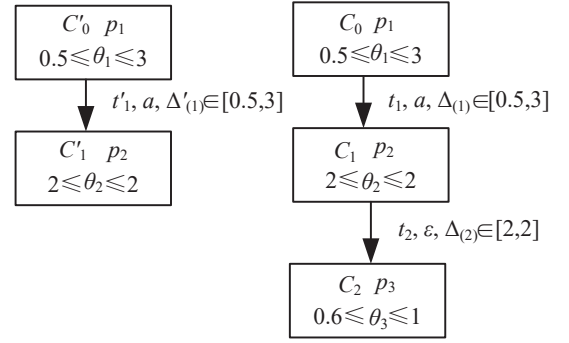 C'₀ p₁
0.5≤θ₁≤3
t'₁, a, Δ'₍₁₎∈[0.5,3]
C'₁ p₂
2≤θ₂≤2
C₀ p₁
0.5≤θ₁≤3
t₁, a, Δ₍₁₎∈[0.5,3]
C₁ p₂
2≤θ₂≤2
t₂, ε, Δ₍₂₎∈[2,2]
C₂ p₃
0.6≤θ₃≤1